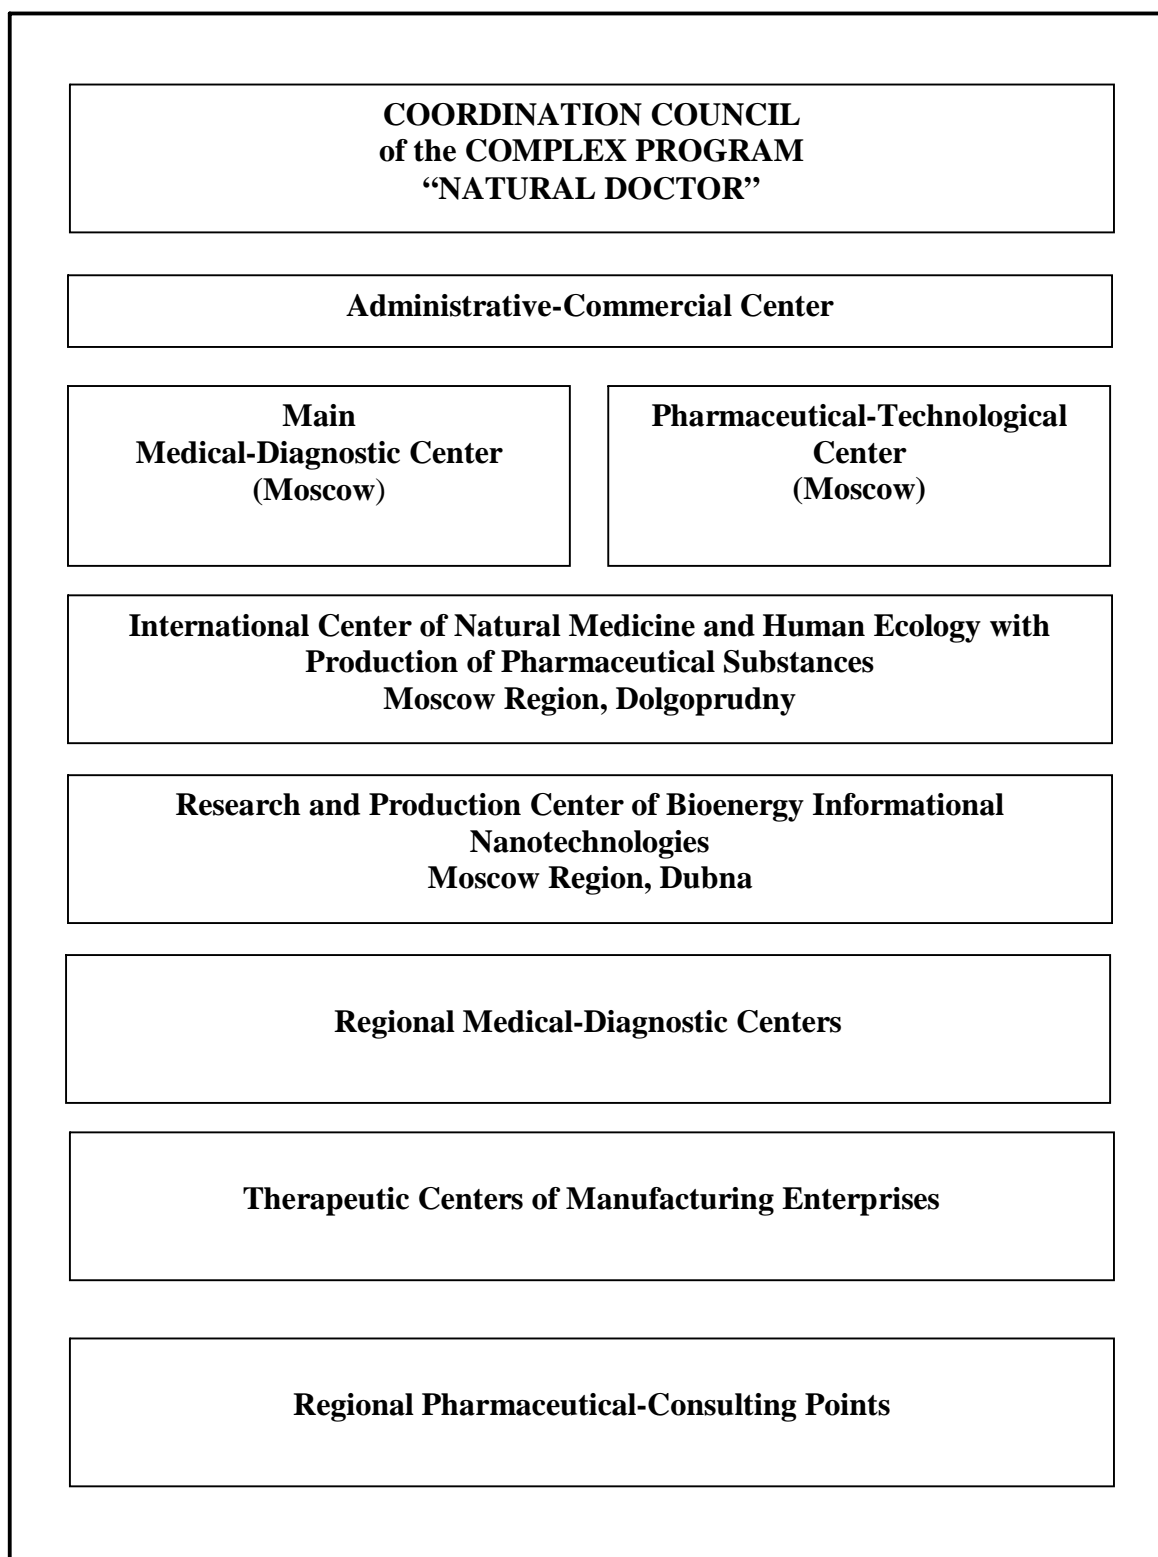 COORDINATION COUNCIL
of the COMPLEX PROGRAM
“NATURAL DOCTOR”
Administrative-Commercial Center
Main
Medical-Diagnostic Center
(Moscow)
Pharmaceutical-Technological
Center
(Moscow)
International Center of Natural Medicine and Human Ecology with
Production of Pharmaceutical Substances
Moscow Region, Dolgoprudny
Research and Production Center of Bioenergy Informational
Nanotechnologies
Moscow Region, Dubna
Regional Medical-Diagnostic Centers
Therapeutic Centers of Manufacturing Enterprises
Regional Pharmaceutical-Consulting Points